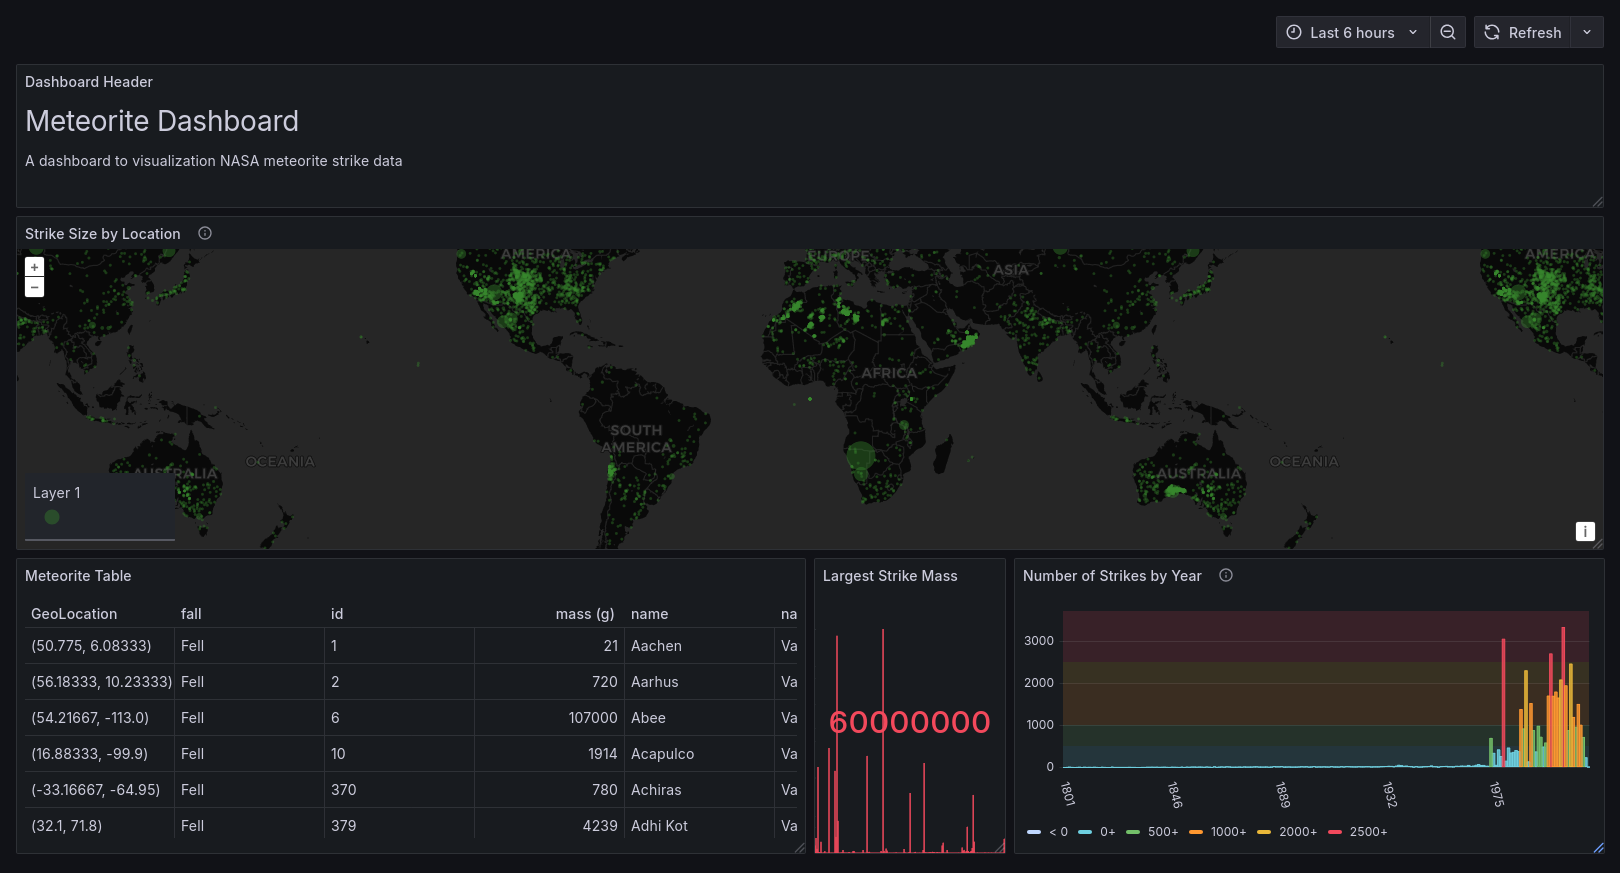 Last 6 hours
Refresh
Dashboard Header
Meteorite Dashboard
A dashboard to visualization NASA meteorite strike data
Strike Size by Location
+
−
AMERICA
EUROPE
ASIA
AMERICA
AFRICA
SOUTH
AMERICA
OCEANIA
OCEANIA
AUSTRALIA
AUSTRALIA
Layer 1
i
Meteorite Table
GeoLocation fall id mass (g) name na
(50.775, 6.08333) Fell 1 21 Aachen Va
(56.18333, 10.23333) Fell 2 720 Aarhus Va
(54.21667, -113.0) Fell 6 107000 Abee Va
(16.88333, -99.9) Fell 10 1914 Acapulco Va
(-33.16667, -64.95) Fell 370 780 Achiras Va
(32.1, 71.8) Fell 379 4239 Adhi Kot Va
Largest Strike Mass
60000000
Number of Strikes by Year
3000
2000
1000
0
1801 1846 1889 1932 1975
< 0 0+ 500+ 1000+ 2000+ 2500+